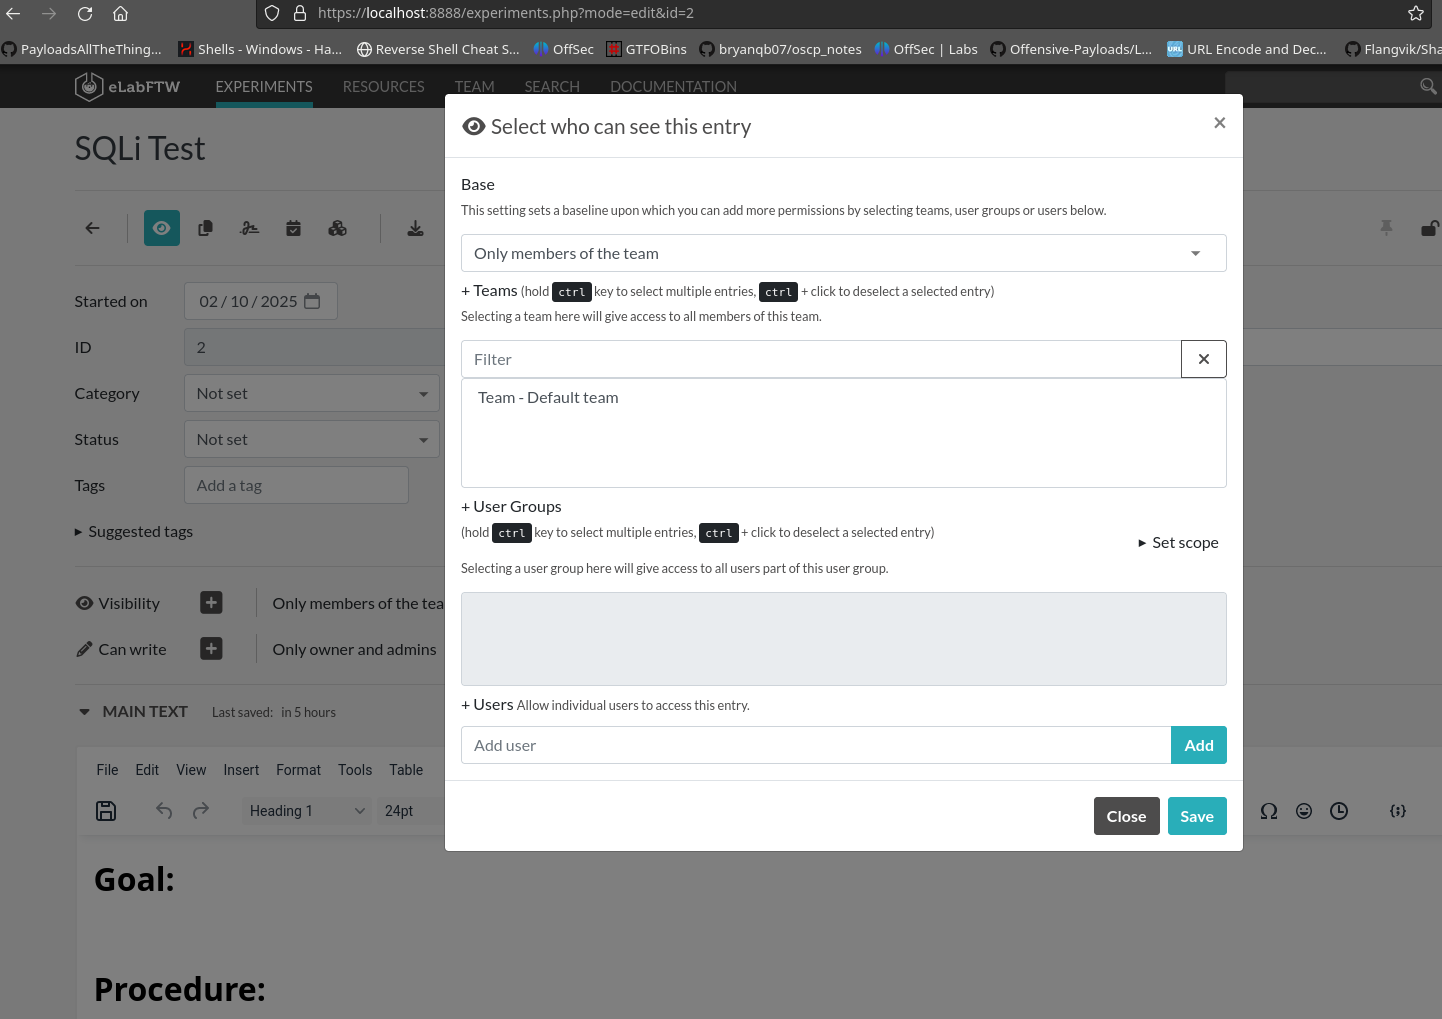 https://localhost:8888/experiments.php?mode=edit&id=2
PayloadsAllTheThing... Shells - Windows - Ha... Reverse Shell Cheat S... OffSec GTFOBins bryanqb07/oscp_notes OffSec | Labs Offensive-Payloads/L... URL URL Encode and Dec... Flangvik/Sha
eLabFTW EXPERIMENTS RESOURCES TEAM SEARCH DOCUMENTATION
SQLi Test
Started on 02 / 10 / 2025
ID 2
Category Not set
Status Not set
Tags Add a tag
Suggested tags
Visibility + Only members of the tea
Can write + Only owner and admins
MAIN TEXT Last saved: in 5 hours
File Edit View Insert Format Tools Table
Heading 1 24pt
Goal:
Procedure:
Select who can see this entry ×
Base
This setting sets a baseline upon which you can add more permissions by selecting teams, user groups or users below.
Only members of the team
+ Teams (hold ctrl key to select multiple entries, ctrl + click to deselect a selected entry)
Selecting a team here will give access to all members of this team.
Filter
Team - Default team
+ User Groups
(hold ctrl key to select multiple entries, ctrl + click to deselect a selected entry)
Set scope
Selecting a user group here will give access to all users part of this user group.
+ Users Allow individual users to access this entry.
Add user Add
Close Save